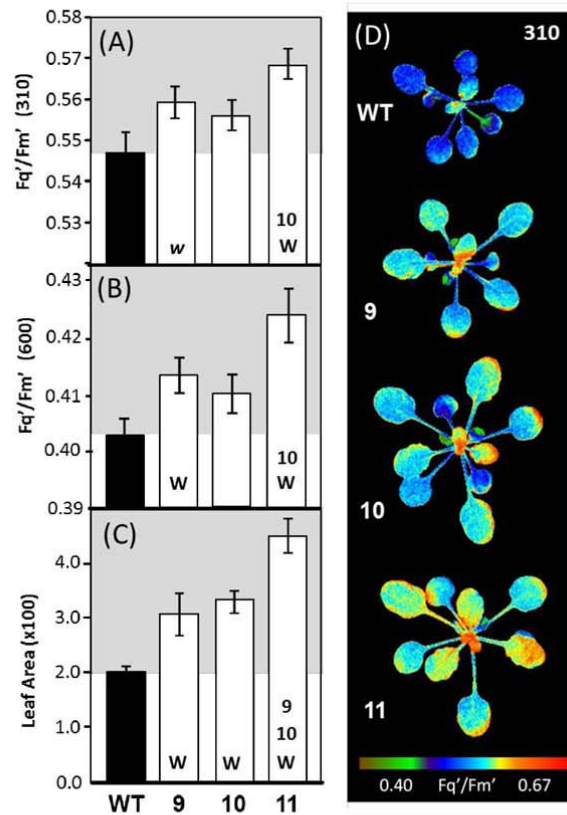 (A)
Fq'/Fm' (310)
0.58
0.57
0.56
0.55
0.54
0.53
w
10
W
(B)
Fq'/Fm' (600)
0.43
0.42
0.41
0.40
0.39
W
10
W
(C)
Leaf Area (x100)
4.0
3.0
2.0
1.0
0.0
W
W
9
10
W
WT 9 10 11
(D) 310
WT
9
10
11
0.40 Fq'/Fm' 0.67